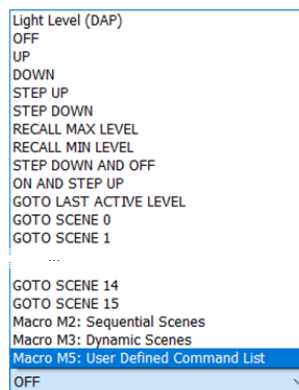 Light Level (DAP)
OFF
UP
DOWN
STEP UP
STEP DOWN
RECALL MAX LEVEL
RECALL MIN LEVEL
STEP DOWN AND OFF
ON AND STEP UP
GOTO LAST ACTIVE LEVEL
GOTO SCENE 0
GOTO SCENE 1
...
GOTO SCENE 14
GOTO SCENE 15
Macro M2: Sequential Scenes
Macro M3: Dynamic Scenes
Macro M5: User Defined Command List
OFF